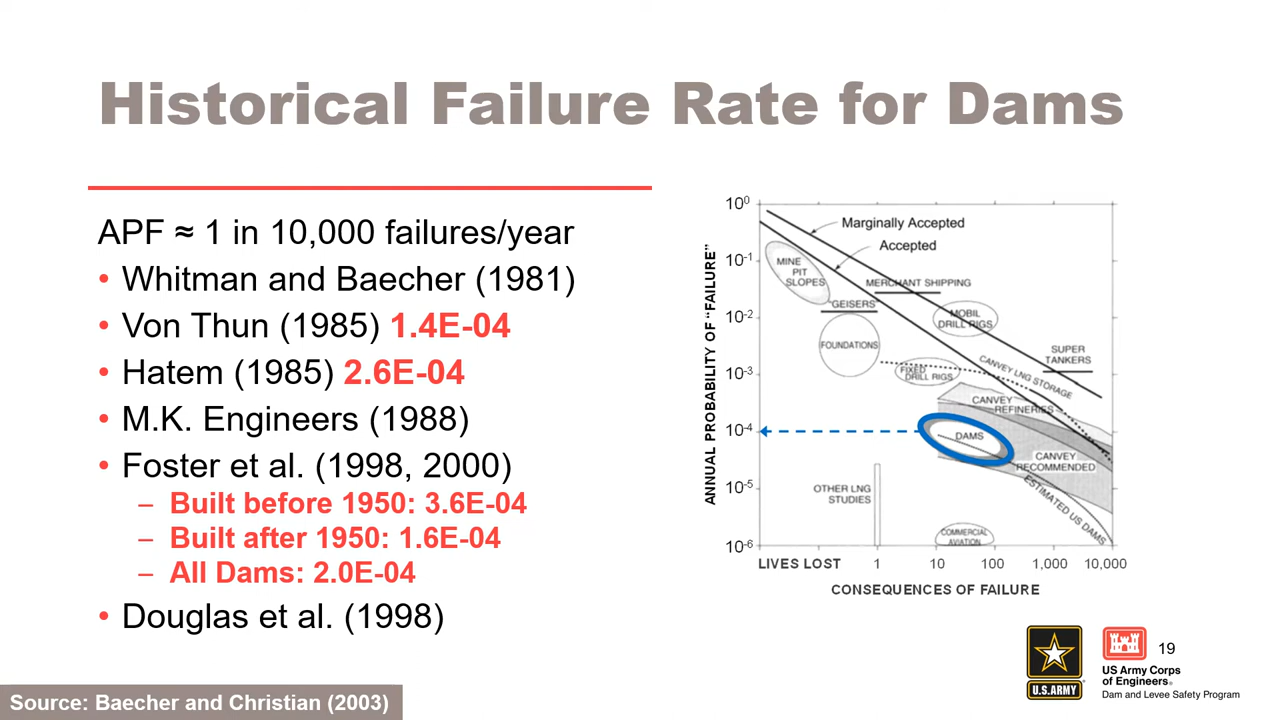 Historical Failure Rate for Dams
APF ≈ 1 in 10,000 failures/year
• Whitman and Baecher (1981)
• Von Thun (1985) 1.4E-04
• Hatem (1985) 2.6E-04
• M.K. Engineers (1988)
• Foster et al. (1998, 2000)
– Built before 1950: 3.6E-04
– Built after 1950: 1.6E-04
– All Dams: 2.0E-04
• Douglas et al. (1998)
Source: Baecher and Christian (2003)
ANNUAL PROBABILITY OF "FAILURE"
10⁰
10⁻¹
10⁻²
10⁻³
10⁻⁴
10⁻⁵
10⁻⁶
Marginally Accepted
Accepted
MINE
PIT
SLOPES
MERCHANT SHIPPING
"GEISERS"
MOBIL
DRILL RIGS
FOUNDATIONS
SUPER
TANKERS
FIXED
DRILL RIGS
CANVEY LNG STORAGE
CANVEY
REFINERIES
DAMS
CANVEY
RECOMMENDED
OTHER LNG
STUDIES
ESTIMATED US DAMS
COMMERCIAL
AVIATION
LIVES LOST
1
10
100
1,000
10,000
CONSEQUENCES OF FAILURE
U.S.ARMY
US Army Corps
of Engineers®
Dam and Levee Safety Program
19